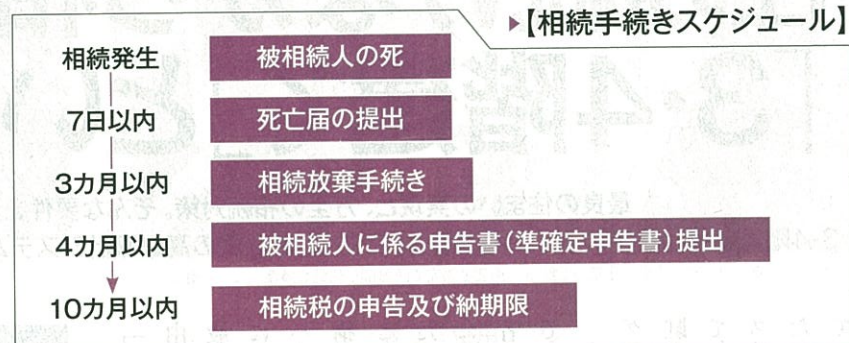 ▶【相続手続きスケジュール】
相続発生 被相続人の死
7日以内 死亡届の提出
3カ月以内 相続放棄手続き
4カ月以内 被相続人に係る申告書(準確定申告書)提出
10カ月以内 相続税の申告及び納期限